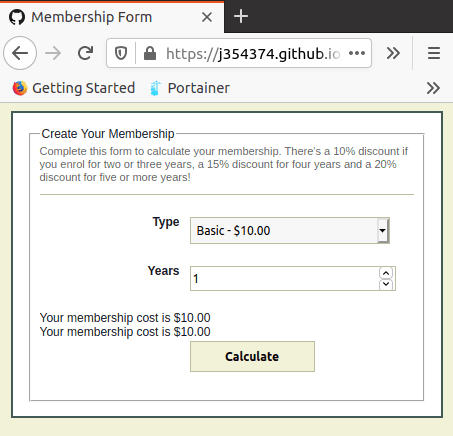 Membership Form
https://j354374.github.io
Getting Started Portainer
Create Your Membership
Complete this form to calculate your membership. There's a 10% discount if
you enrol for two or three years, a 15% discount for four years and a 20%
discount for five or more years!
Type Basic - $10.00
Years 1
Your membership cost is $10.00
Your membership cost is $10.00
Calculate